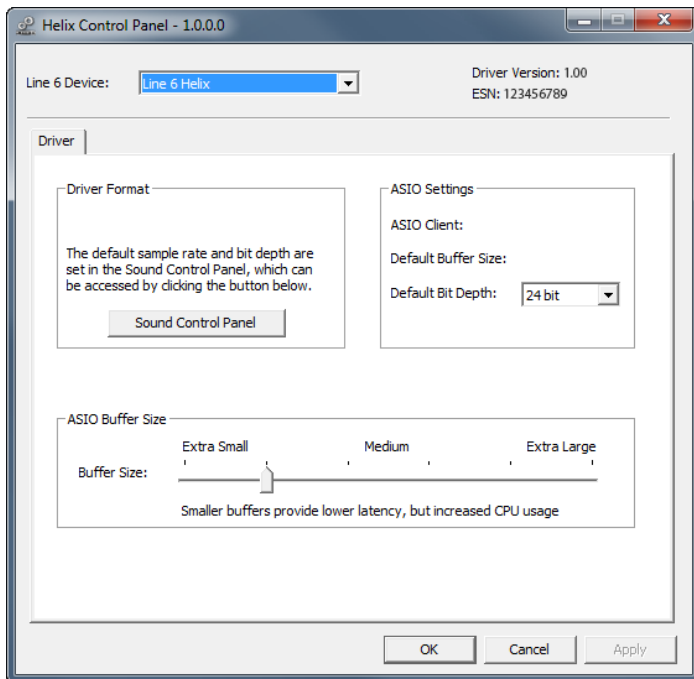 Helix Control Panel - 1.0.0.0
Line 6 Device:
Line 6 Helix
Driver Version: 1.00
ESN: 123456789
Driver
Driver Format
The default sample rate and bit depth are
set in the Sound Control Panel, which can
be accessed by clicking the button below.
Sound Control Panel
ASIO Settings
ASIO Client:
Default Buffer Size:
Default Bit Depth:
24 bit
ASIO Buffer Size
Extra Small
Medium
Extra Large
Buffer Size:
Smaller buffers provide lower latency, but increased CPU usage
OK
Cancel
Apply